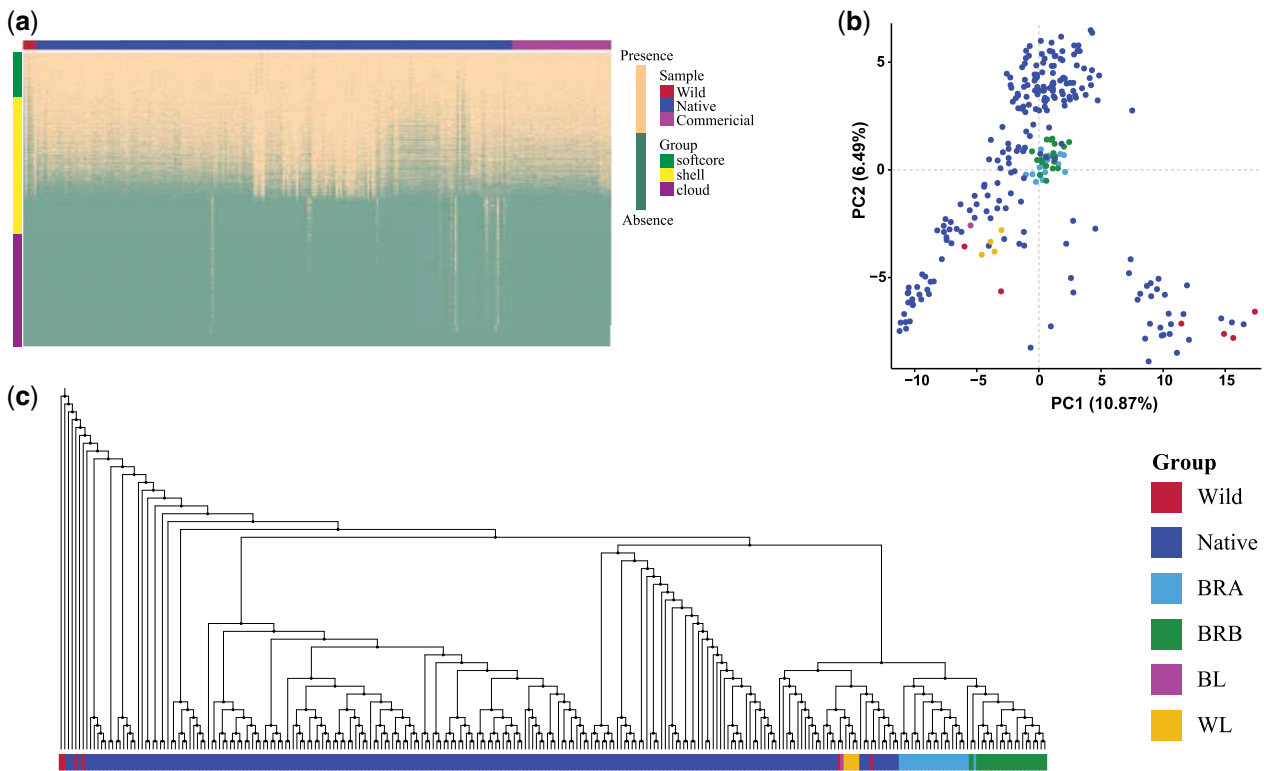 (a)
Presence
Sample
Wild
Native
Commericial
Group
softcore
shell
cloud
Absence
(b)
PC2 (6.49%)
5
0
−5
−10
−5
0
5
10
15
PC1 (10.87%)
(c)
Group
Wild
Native
BRA
BRB
BL
WL